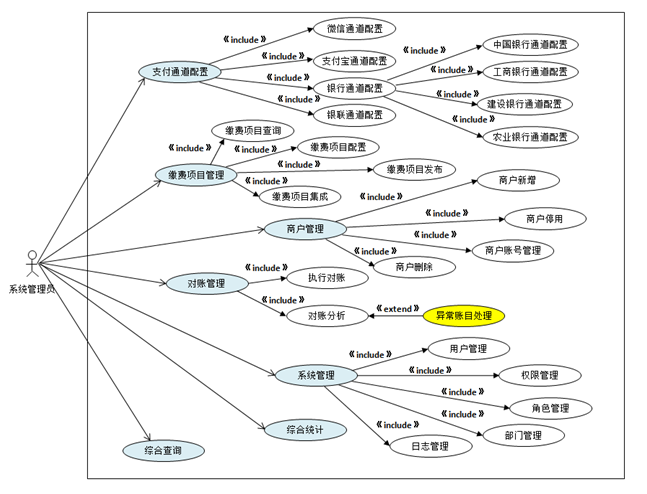 微信通道配置
《include》
中国银行通道配置
《include》
支付宝通道配置
《include》
支付通道配置
《include》
工商银行通道配置
《include》
银行通道配置
《include》
建设银行通道配置
《include》
银联通道配置
《include》
农业银行通道配置
缴费项目查询
《include》
缴费项目配置
《include》
《include》
缴费项目发布
缴费项目管理
《include》
缴费项目集成
商户新增
《include》
《include》
商户停用
商户管理
《include》
商户账号管理
《include》
商户删除
系统管理员
《include》
执行对账
对账管理
《include》
对账分析
《extend》
异常账目处理
用户管理
《include》
系统管理
《include》
权限管理
《include》
角色管理
《include》
部门管理
《include》
日志管理
综合统计
综合查询